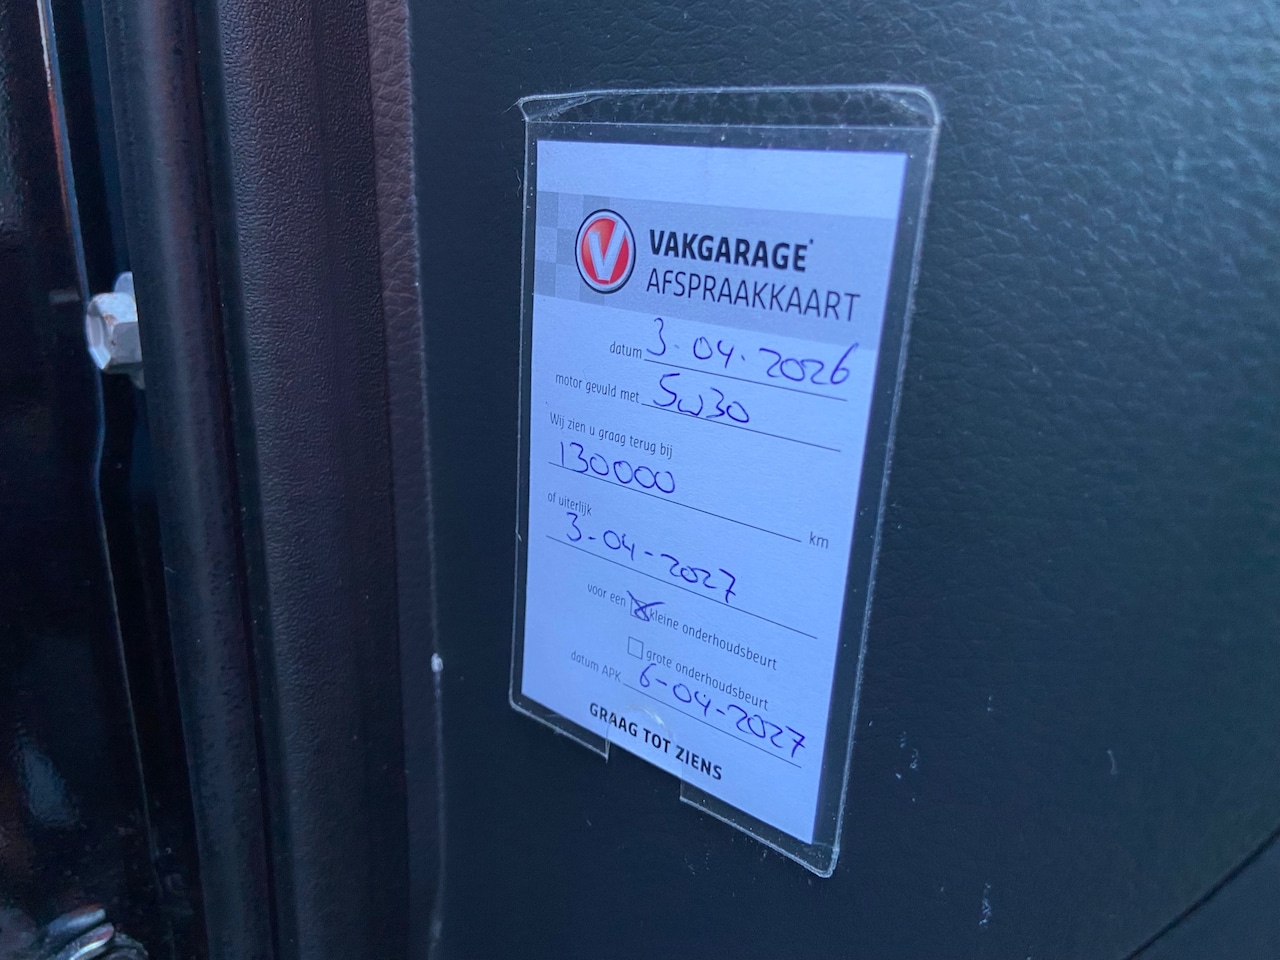 V
VAKGARAGE
AFSPRAAKKAART
datum 3-04-2026
motor gevuld met 5w30
Wij zien u graag terug bij
130000 km
of uiterlijk
3-04-2027
voor een kleine onderhoudsbeurt
grote onderhoudsbeurt
datum APK 6-04-2027
GRAAG TOT ZIENS